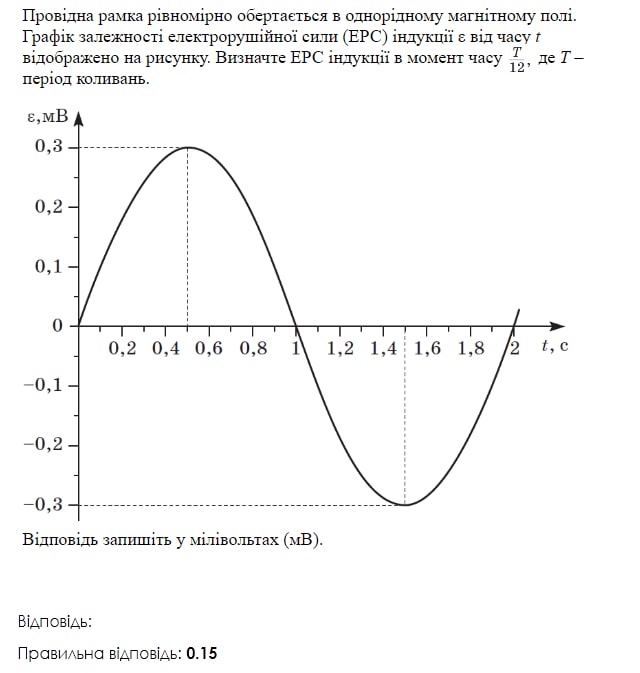 Провідна рамка рівномірно обертається в однорідному магнітному полі.
Графік залежності електрорушійної сили (ЕРС) індукції ε від часу t
відображено на рисунку. Визначте ЕРС індукції в момент часу T/12, де T –
період коливань.
ε,мВ
0,3
0,2
0,1
0
0,2 0,4 0,6 0,8 1 1,2 1,4 1,6 1,8 2 t, с
−0,1
−0,2
−0,3
Відповідь запишіть у мілівольтах (мВ).
Відповідь:
Правильна відповідь: 0.15